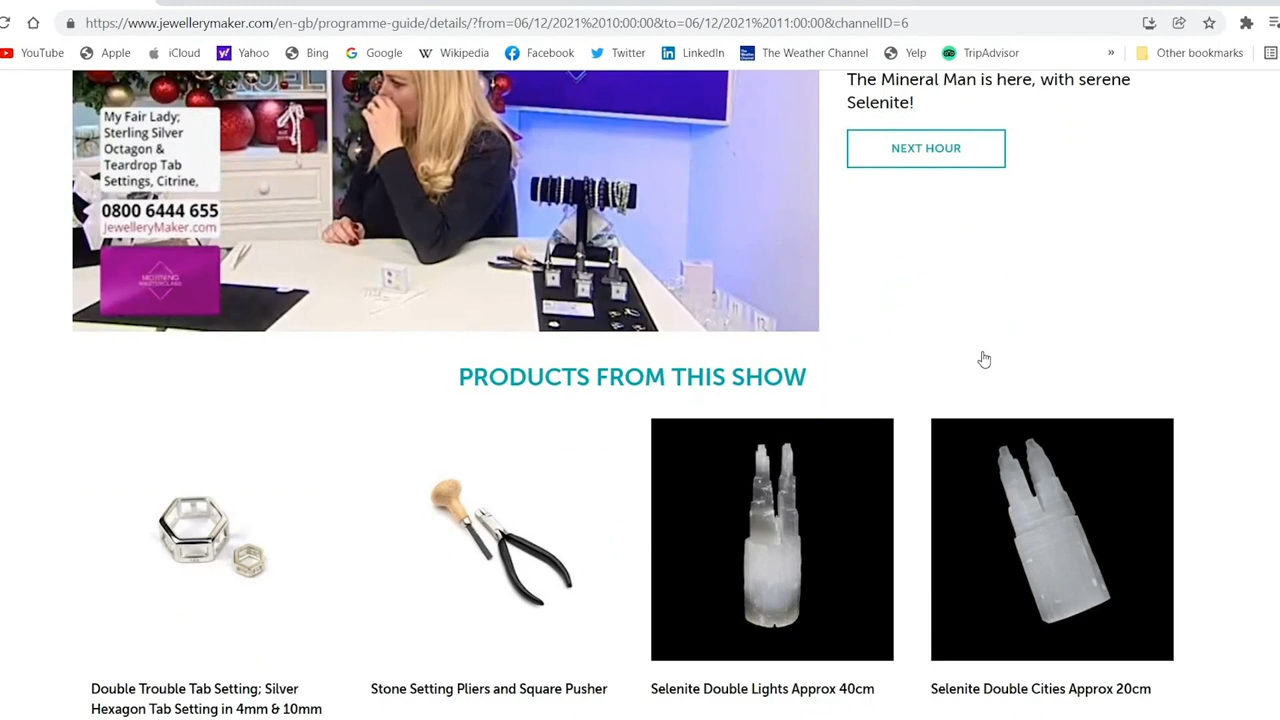 https://www.jewellerymaker.com/en-gb/programme-guide/details/?from=06/12/2021%2010:00:00&to=06/12/2021%2011:00:00&channelID=6
YouTube Apple iCloud Yahoo Bing Google Wikipedia Facebook Twitter LinkedIn The Weather Channel Yelp TripAdvisor » Other bookmarks
My Fair Lady;
Sterling Silver
Octagon &
Teardrop Tab
Settings, Citrine,
0800 6444 655
JewelleryMaker.com
MORNING
MASTERCLASS
The Mineral Man is here, with serene
Selenite!
NEXT HOUR
PRODUCTS FROM THIS SHOW
Double Trouble Tab Setting; Silver
Hexagon Tab Setting in 4mm & 10mm
Stone Setting Pliers and Square Pusher
Selenite Double Lights Approx 40cm
Selenite Double Cities Approx 20cm